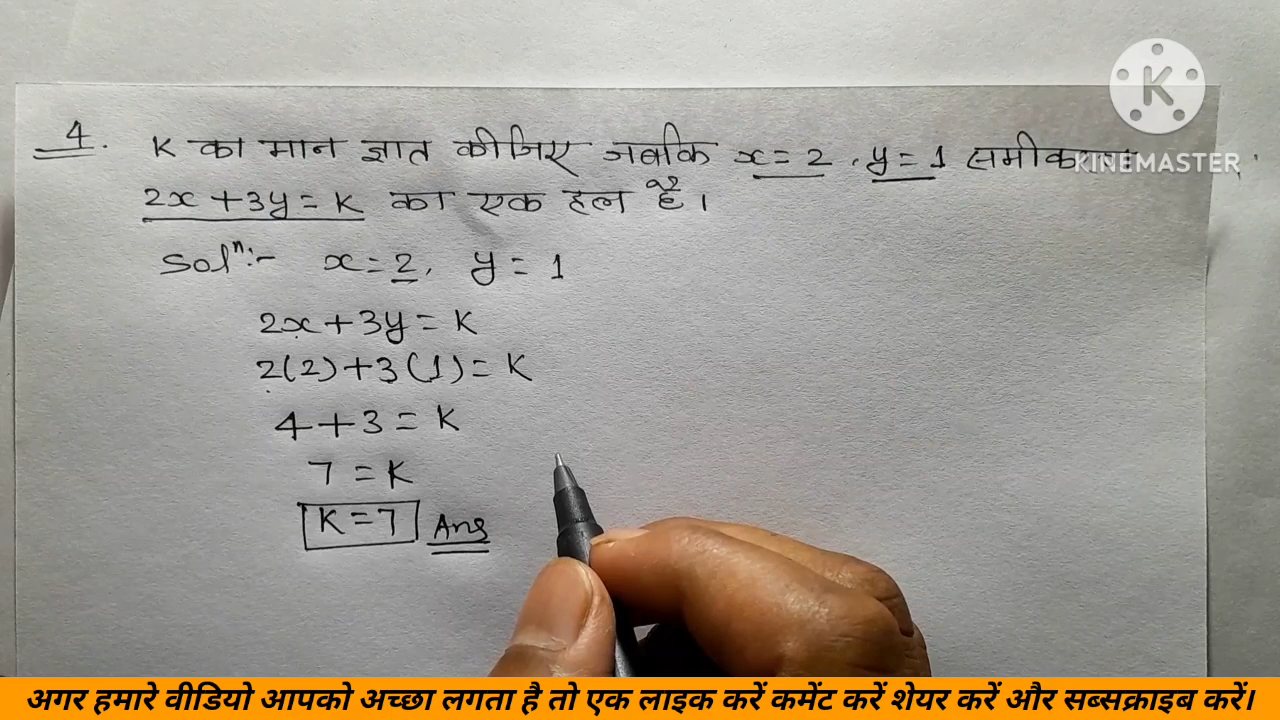 4. K का मान ज्ञात कीजिए जबकि x = 2, y = 1 समीकरण
2x + 3y = K का एक हल है।
Solⁿ:- x = 2, y = 1
2x + 3y = K
2(2) + 3(1) = K
4 + 3 = K
7 = K
K = 7 Ans
K
KINEMASTER
अगर हमारे वीडियो आपको अच्छा लगता है तो एक लाइक करें कमेंट करें शेयर करें और सब्सक्राइब करें।